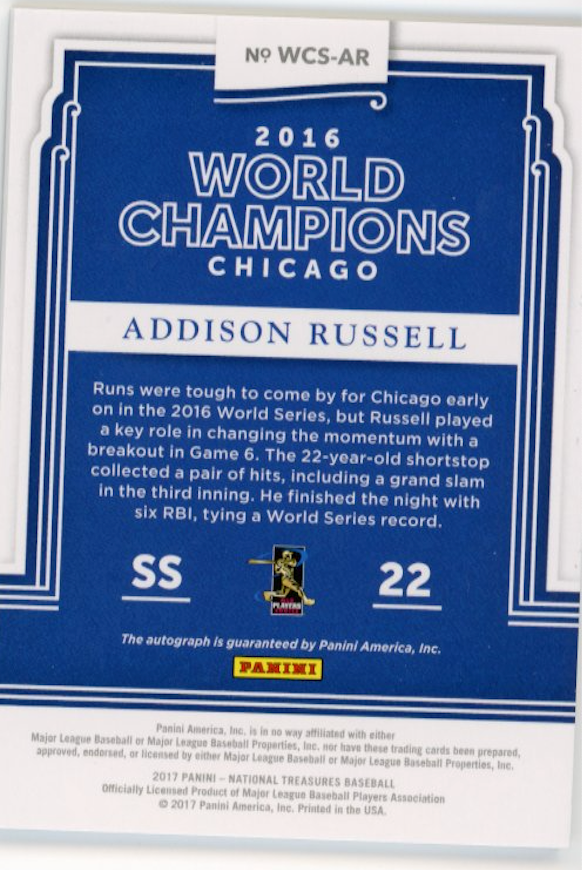 Nº WCS-AR
2016
WORLD
CHAMPIONS
CHICAGO
ADDISON RUSSELL
Runs were tough to come by for Chicago early
on in the 2016 World Series, but Russell played
a key role in changing the momentum with a
breakout in Game 6. The 22-year-old shortstop
collected a pair of hits, including a grand slam
in the third inning. He finished the night with
six RBI, tying a World Series record.
SS
22
PLAYERS
The autograph is guaranteed by Panini America, Inc.
PANINI
Panini America, Inc. is in no way affiliated with either
Major League Baseball or Major League Baseball Properties, Inc. nor have these trading cards been prepared,
approved, endorsed, or licensed by either Major League Baseball or Major League Baseball Properties, Inc.
2017 PANINI – NATIONAL TREASURES BASEBALL
Officially Licensed Product of Major League Baseball Players Association
© 2017 Panini America, Inc. Printed in the USA.